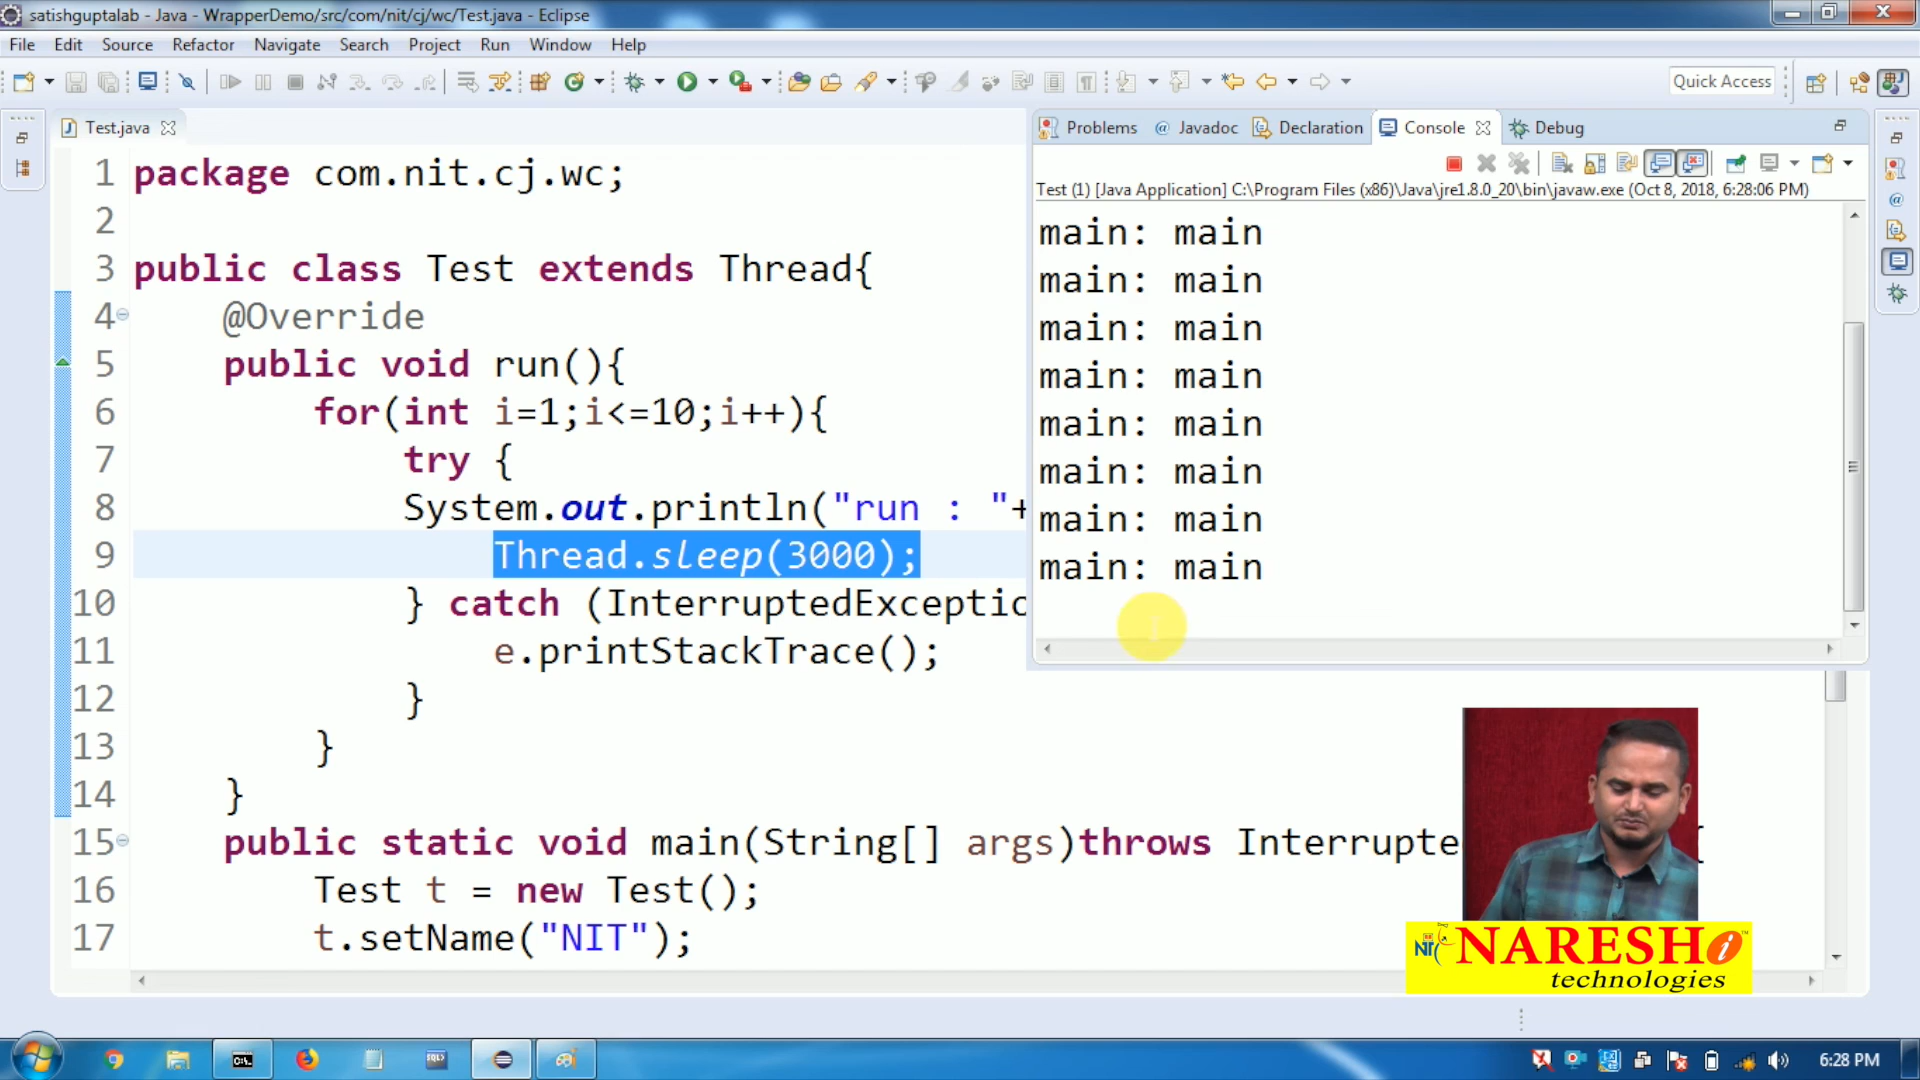 satishguptalab - Java - WrapperDemo/src/com/nit/cj/wc/Test.java - Eclipse
File Edit Source Refactor Navigate Search Project Run Window Help
Quick Access
Test.java
1 package com.nit.cj.wc;
2
3 public class Test extends Thread{
4 @Override
5 public void run(){
6 for(int i=1;i<=10;i++){
7 try {
8 System.out.println("run : "+
9 Thread.sleep(3000);
10 } catch (InterruptedExceptio
11 e.printStackTrace();
12 }
13 }
14 }
15 public static void main(String[] args)throws Interrupte {
16 Test t = new Test();
17 t.setName("NIT");
Problems Javadoc Declaration Console Debug
Test (1) [Java Application] C:\Program Files (x86)\Java\jre1.8.0_20\bin\javaw.exe (Oct 8, 2018, 6:28:06 PM)
main: main
main: main
main: main
main: main
main: main
main: main
main: main
main: main
NARESH i
technologies
6:28 PM